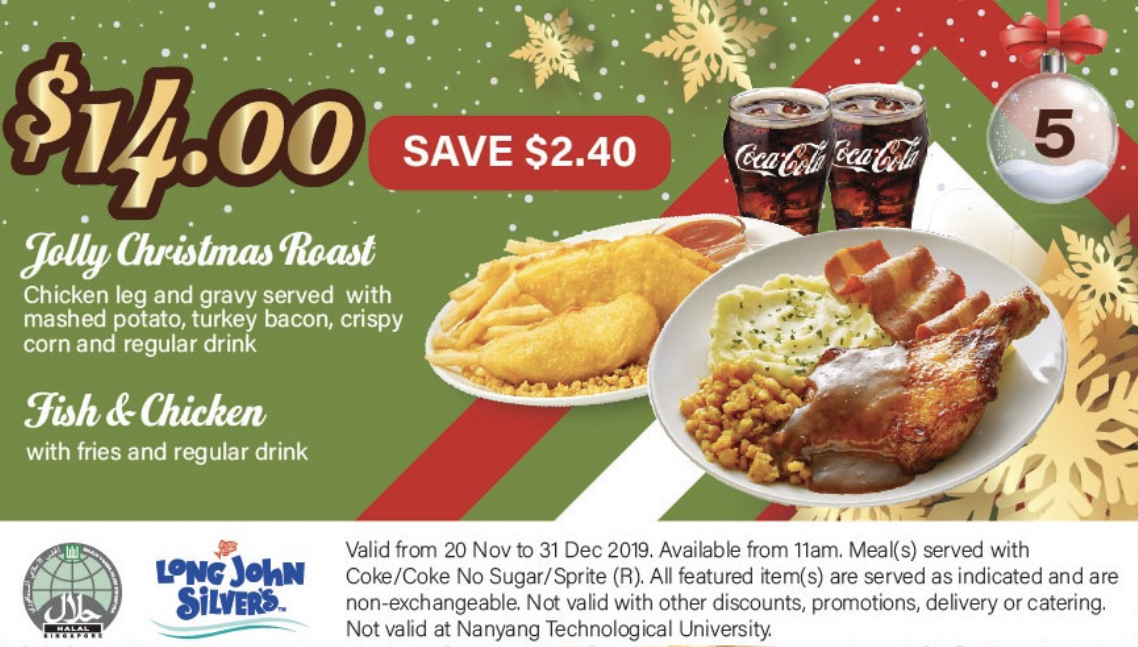 $14.00
SAVE $2.40
5
Coca-Cola
Coca-Cola
Jolly Christmas Roast
Chicken leg and gravy served with
mashed potato, turkey bacon, crispy
corn and regular drink
Fish & Chicken
with fries and regular drink
حلال
HALAL
SINGAPORE
LONG JOHN
SILVER'S
Valid from 20 Nov to 31 Dec 2019. Available from 11am. Meal(s) served with
Coke/Coke No Sugar/Sprite (R). All featured item(s) are served as indicated and are
non-exchangeable. Not valid with other discounts, promotions, delivery or catering.
Not valid at Nanyang Technological University.